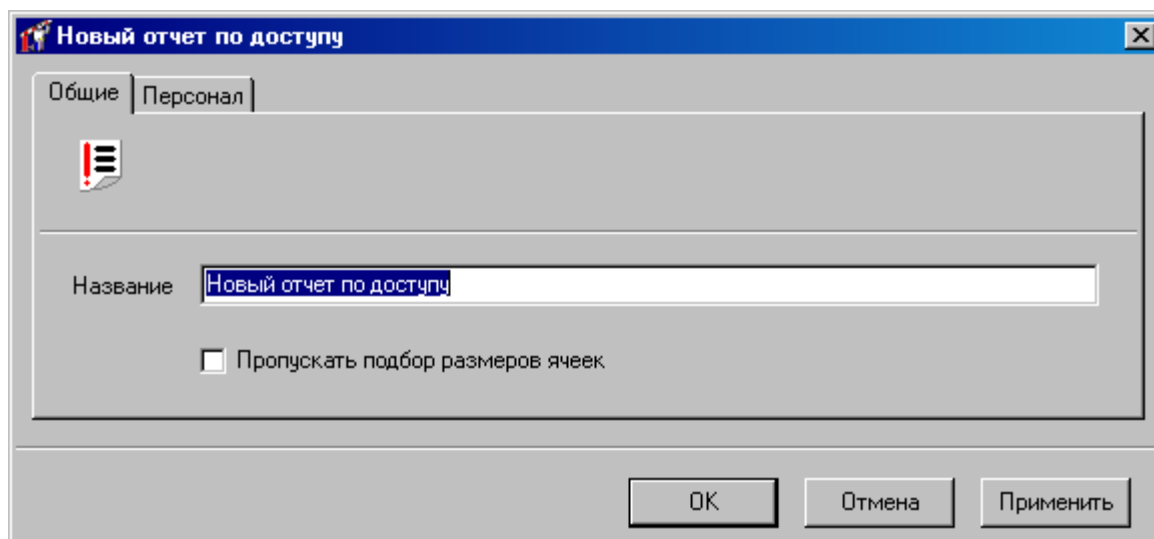 Новый отчет по доступу
Общие Персонал
Название Новый отчет по доступу
Пропускать подбор размеров ячеек
OK Отмена Применить